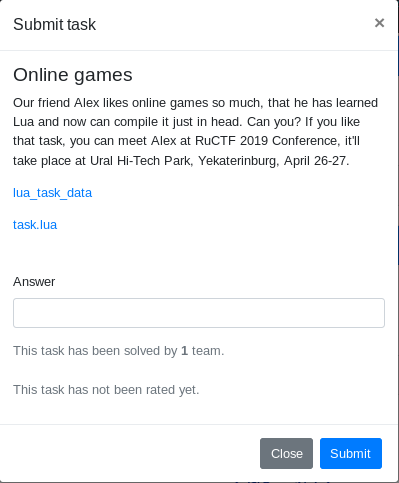 Submit task
×
Online games
Our friend Alex likes online games so much, that he has learned
Lua and now can compile it just in head. Can you? If you like
that task, you can meet Alex at RuCTF 2019 Conference, it'll
take place at Ural Hi-Tech Park, Yekaterinburg, April 26-27.
lua_task_data
task.lua
Answer
This task has been solved by 1 team.
This task has not been rated yet.
Close Submit